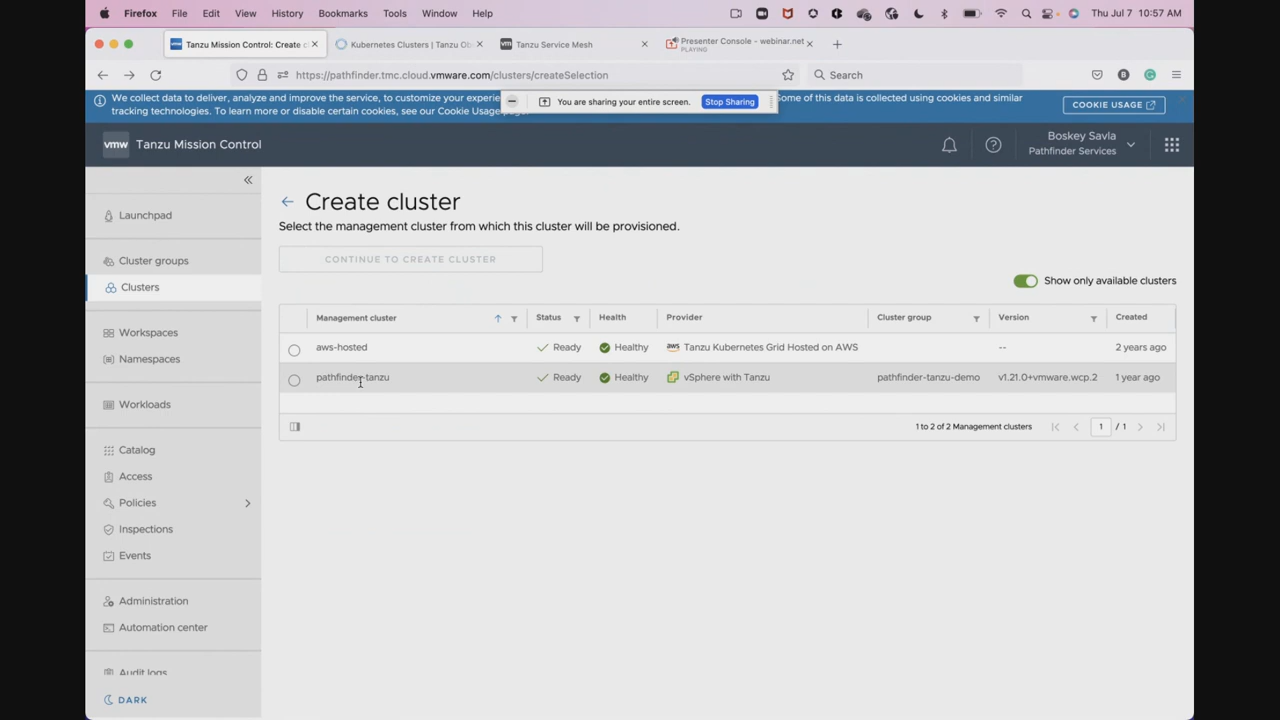 Firefox File Edit View History Bookmarks Tools Window Help Thu Jul 7 10:57 AM
Tanzu Mission Control: Create c
Kubernetes Clusters | Tanzu Ob
vm Tanzu Service Mesh
Presenter Console - webinar.net
PLAYING
https://pathfinder.tmc.cloud.vmware.com/clusters/createSelection
Search
We collect data to deliver, analyze and improve the service, to customize your experie
ome of this data is collected using cookies and similar
tracking technologies. To learn more or disable certain cookies, see our Cookie Usage page.
You are sharing your entire screen. Stop Sharing
COOKIE USAGE
vmw Tanzu Mission Control
Boskey Savla
Pathfinder Services
Launchpad
Cluster groups
Clusters
Workspaces
Namespaces
Workloads
Catalog
Access
Policies
Inspections
Events
Administration
Automation center
Audit logs
DARK
Create cluster
Select the management cluster from which this cluster will be provisioned.
CONTINUE TO CREATE CLUSTER
Show only available clusters
Management cluster Status Health Provider Cluster group Version Created
aws-hosted Ready Healthy aws Tanzu Kubernetes Grid Hosted on AWS -- 2 years ago
pathfinder-tanzu Ready Healthy vSphere with Tanzu pathfinder-tanzu-demo v1.21.0+vmware.wcp.2 1 year ago
1 to 2 of 2 Management clusters 1 / 1